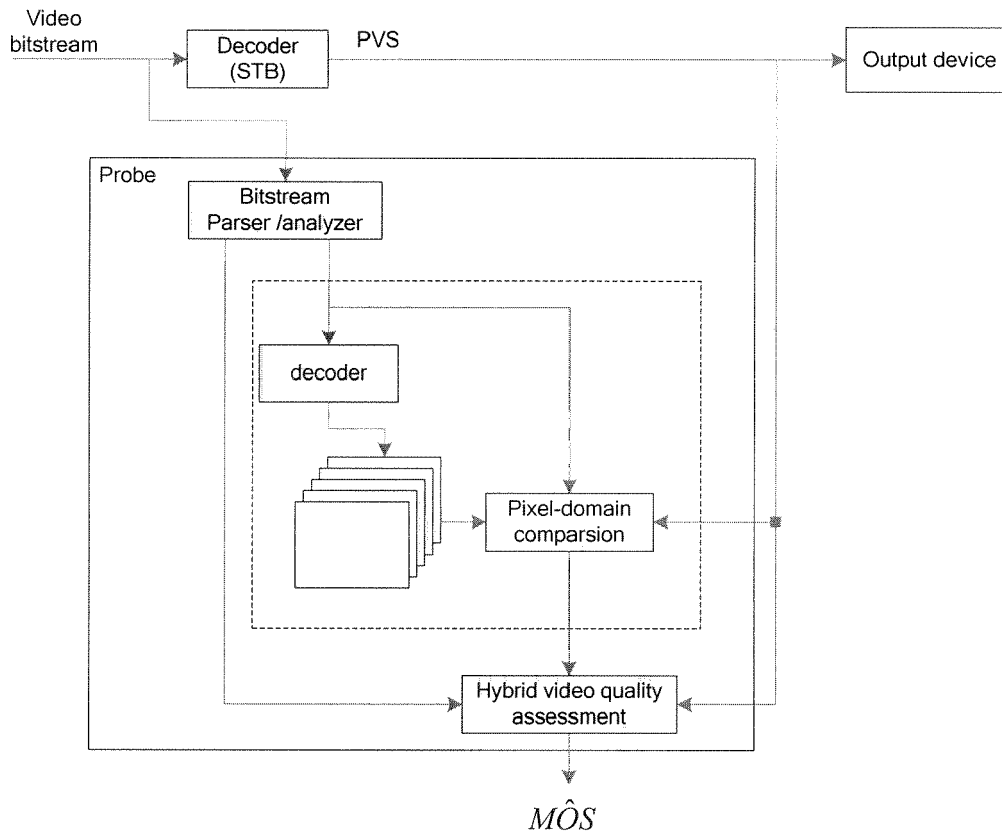 Video
bitstream
Decoder
(STB)
PVS
Output device
Probe
Bitstream
Parser /analyzer
decoder
Pixel-domain
comparsion
Hybrid video quality
assessment
MÔS